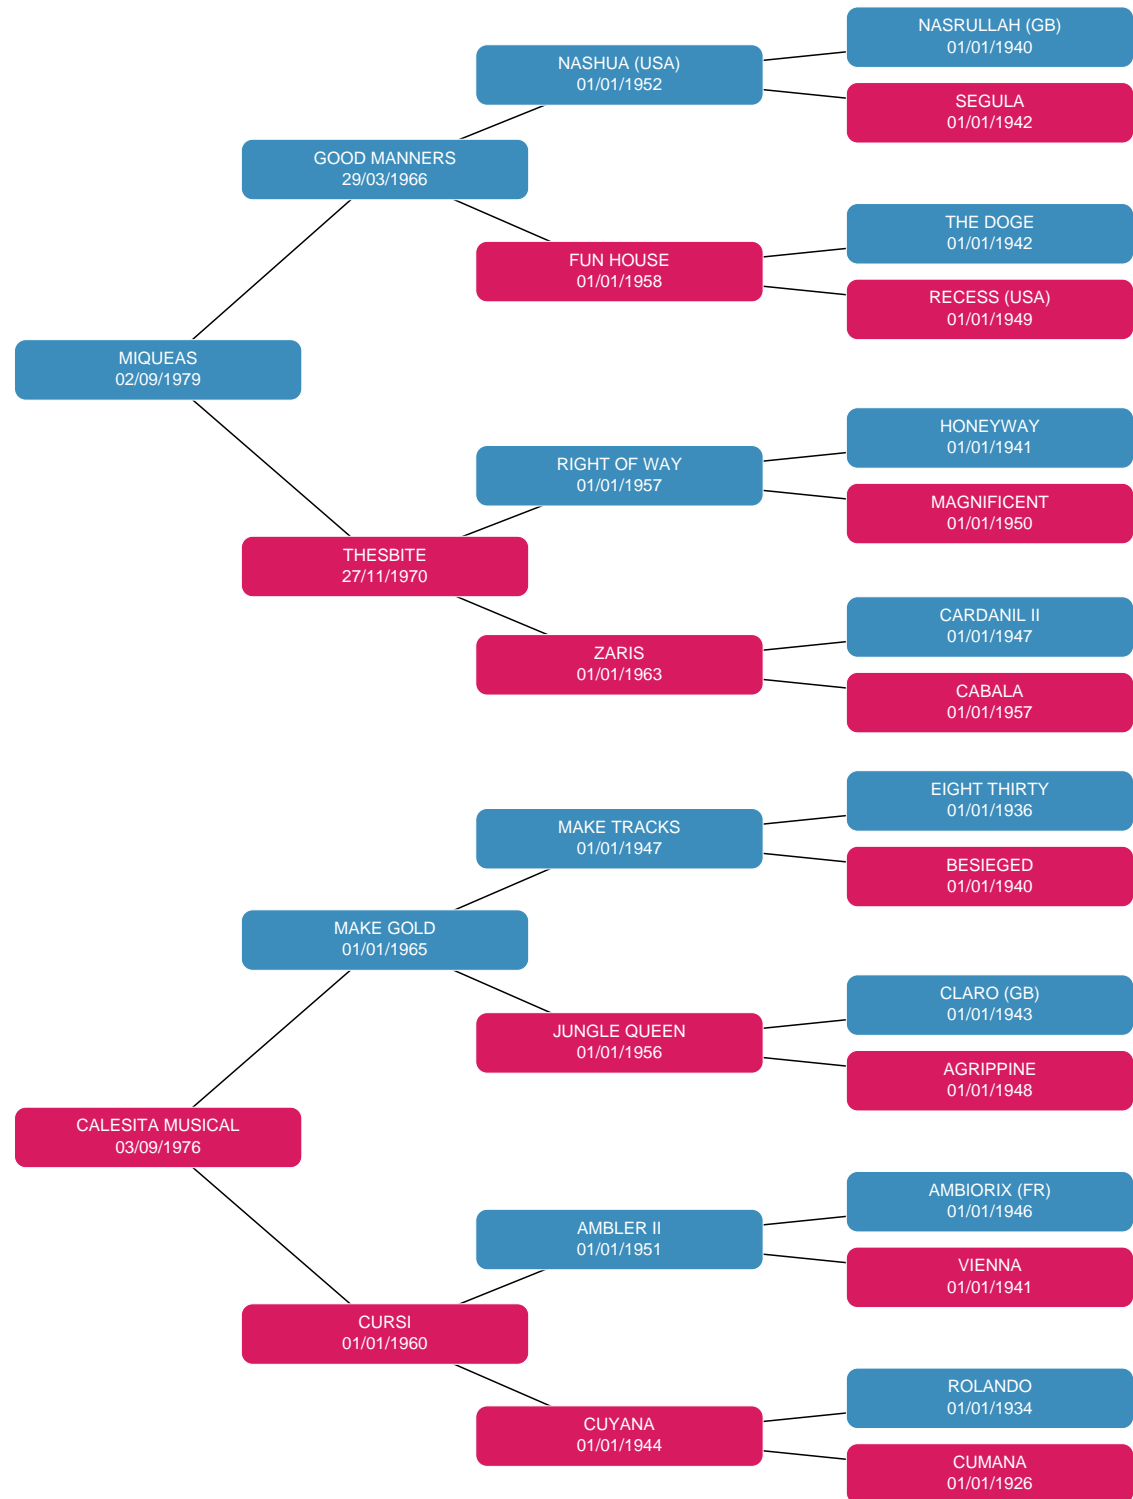 NASRULLAH (GB)
01/01/1940
NASHUA (USA)
01/01/1952
SEGULA
01/01/1942
GOOD MANNERS
29/03/1966
THE DOGE
01/01/1942
FUN HOUSE
01/01/1958
RECESS (USA)
01/01/1949
MIQUEAS
02/09/1979
HONEYWAY
01/01/1941
RIGHT OF WAY
01/01/1957
MAGNIFICENT
01/01/1950
THESBITE
27/11/1970
CARDANIL II
01/01/1947
ZARIS
01/01/1963
CABALA
01/01/1957
EIGHT THIRTY
01/01/1936
MAKE TRACKS
01/01/1947
BESIEGED
01/01/1940
MAKE GOLD
01/01/1965
CLARO (GB)
01/01/1943
JUNGLE QUEEN
01/01/1956
AGRIPPINE
01/01/1948
CALESITA MUSICAL
03/09/1976
AMBIORIX (FR)
01/01/1946
AMBLER II
01/01/1951
VIENNA
01/01/1941
CURSI
01/01/1960
ROLANDO
01/01/1934
CUYANA
01/01/1944
CUMANA
01/01/1926